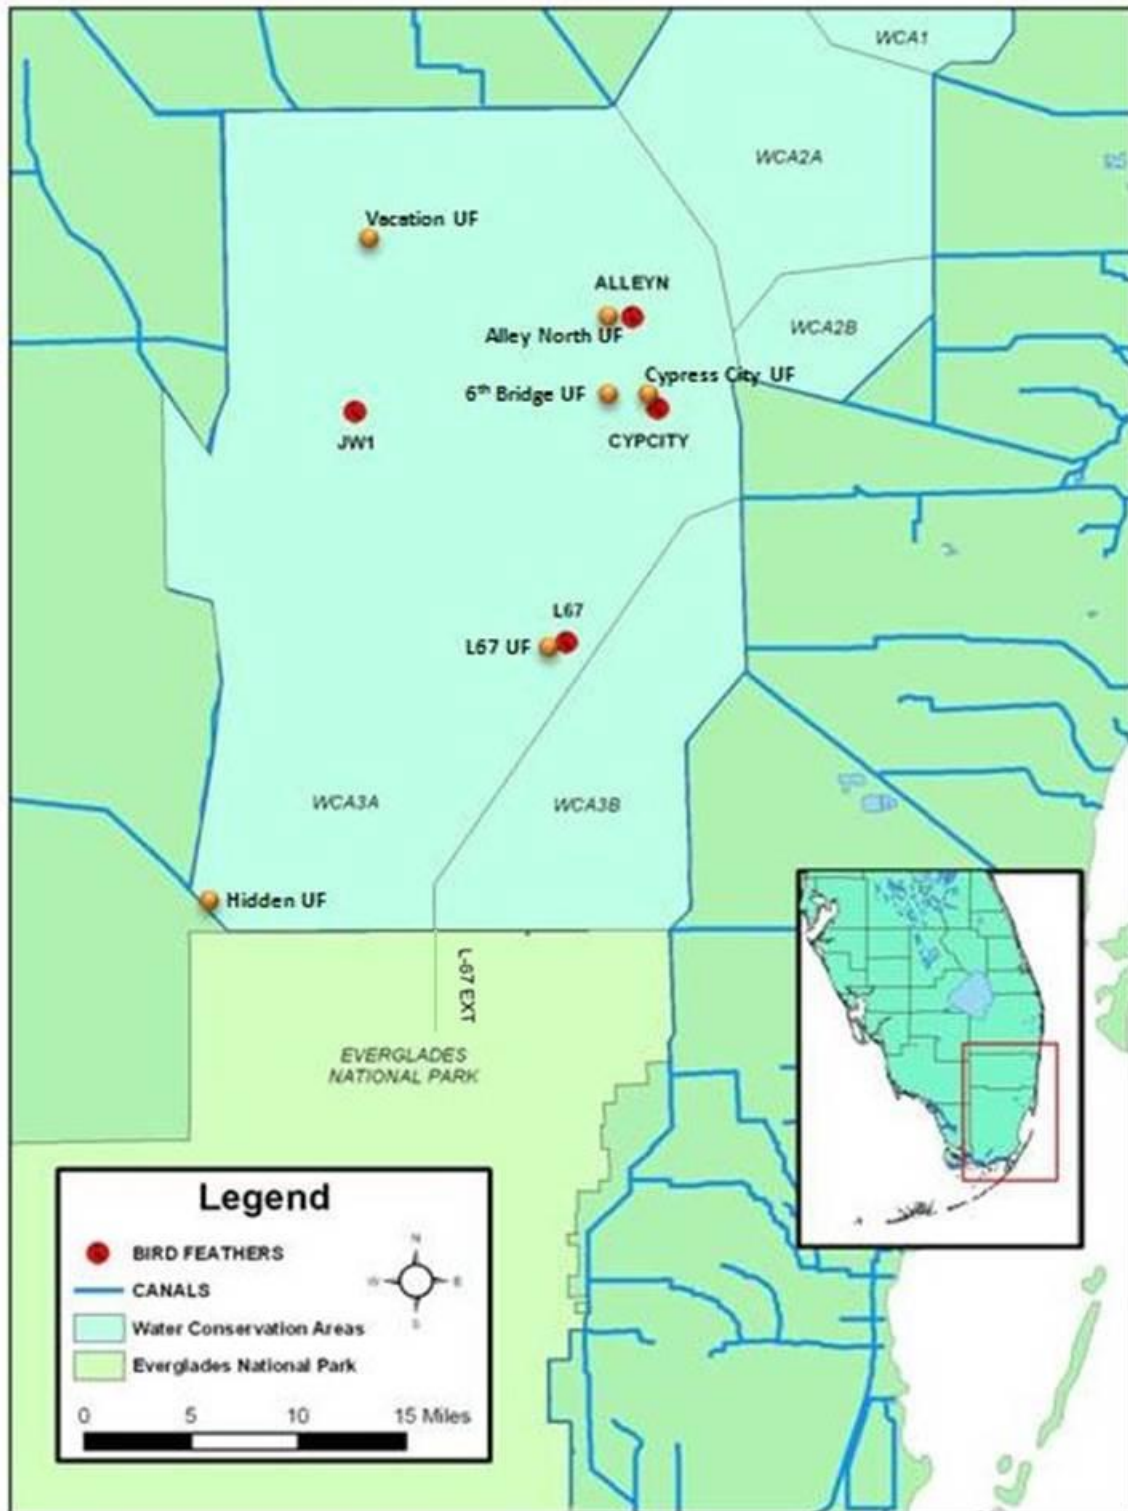 WCA1
WCA2A
Vacation UF
ALLEYN
Alley North UF
WCA2B
Cypress City UF
6th Bridge UF
JW1
CYPCITY
L67
L67 UF
WCA3A
WCA3B
Hidden UF
L-67 EXT
EVERGLADES
NATIONAL PARK
Legend
BIRD FEATHERS
CANALS
Water Conservation Areas
Everglades National Park
N
W
E
S
0 5 10 15 Miles